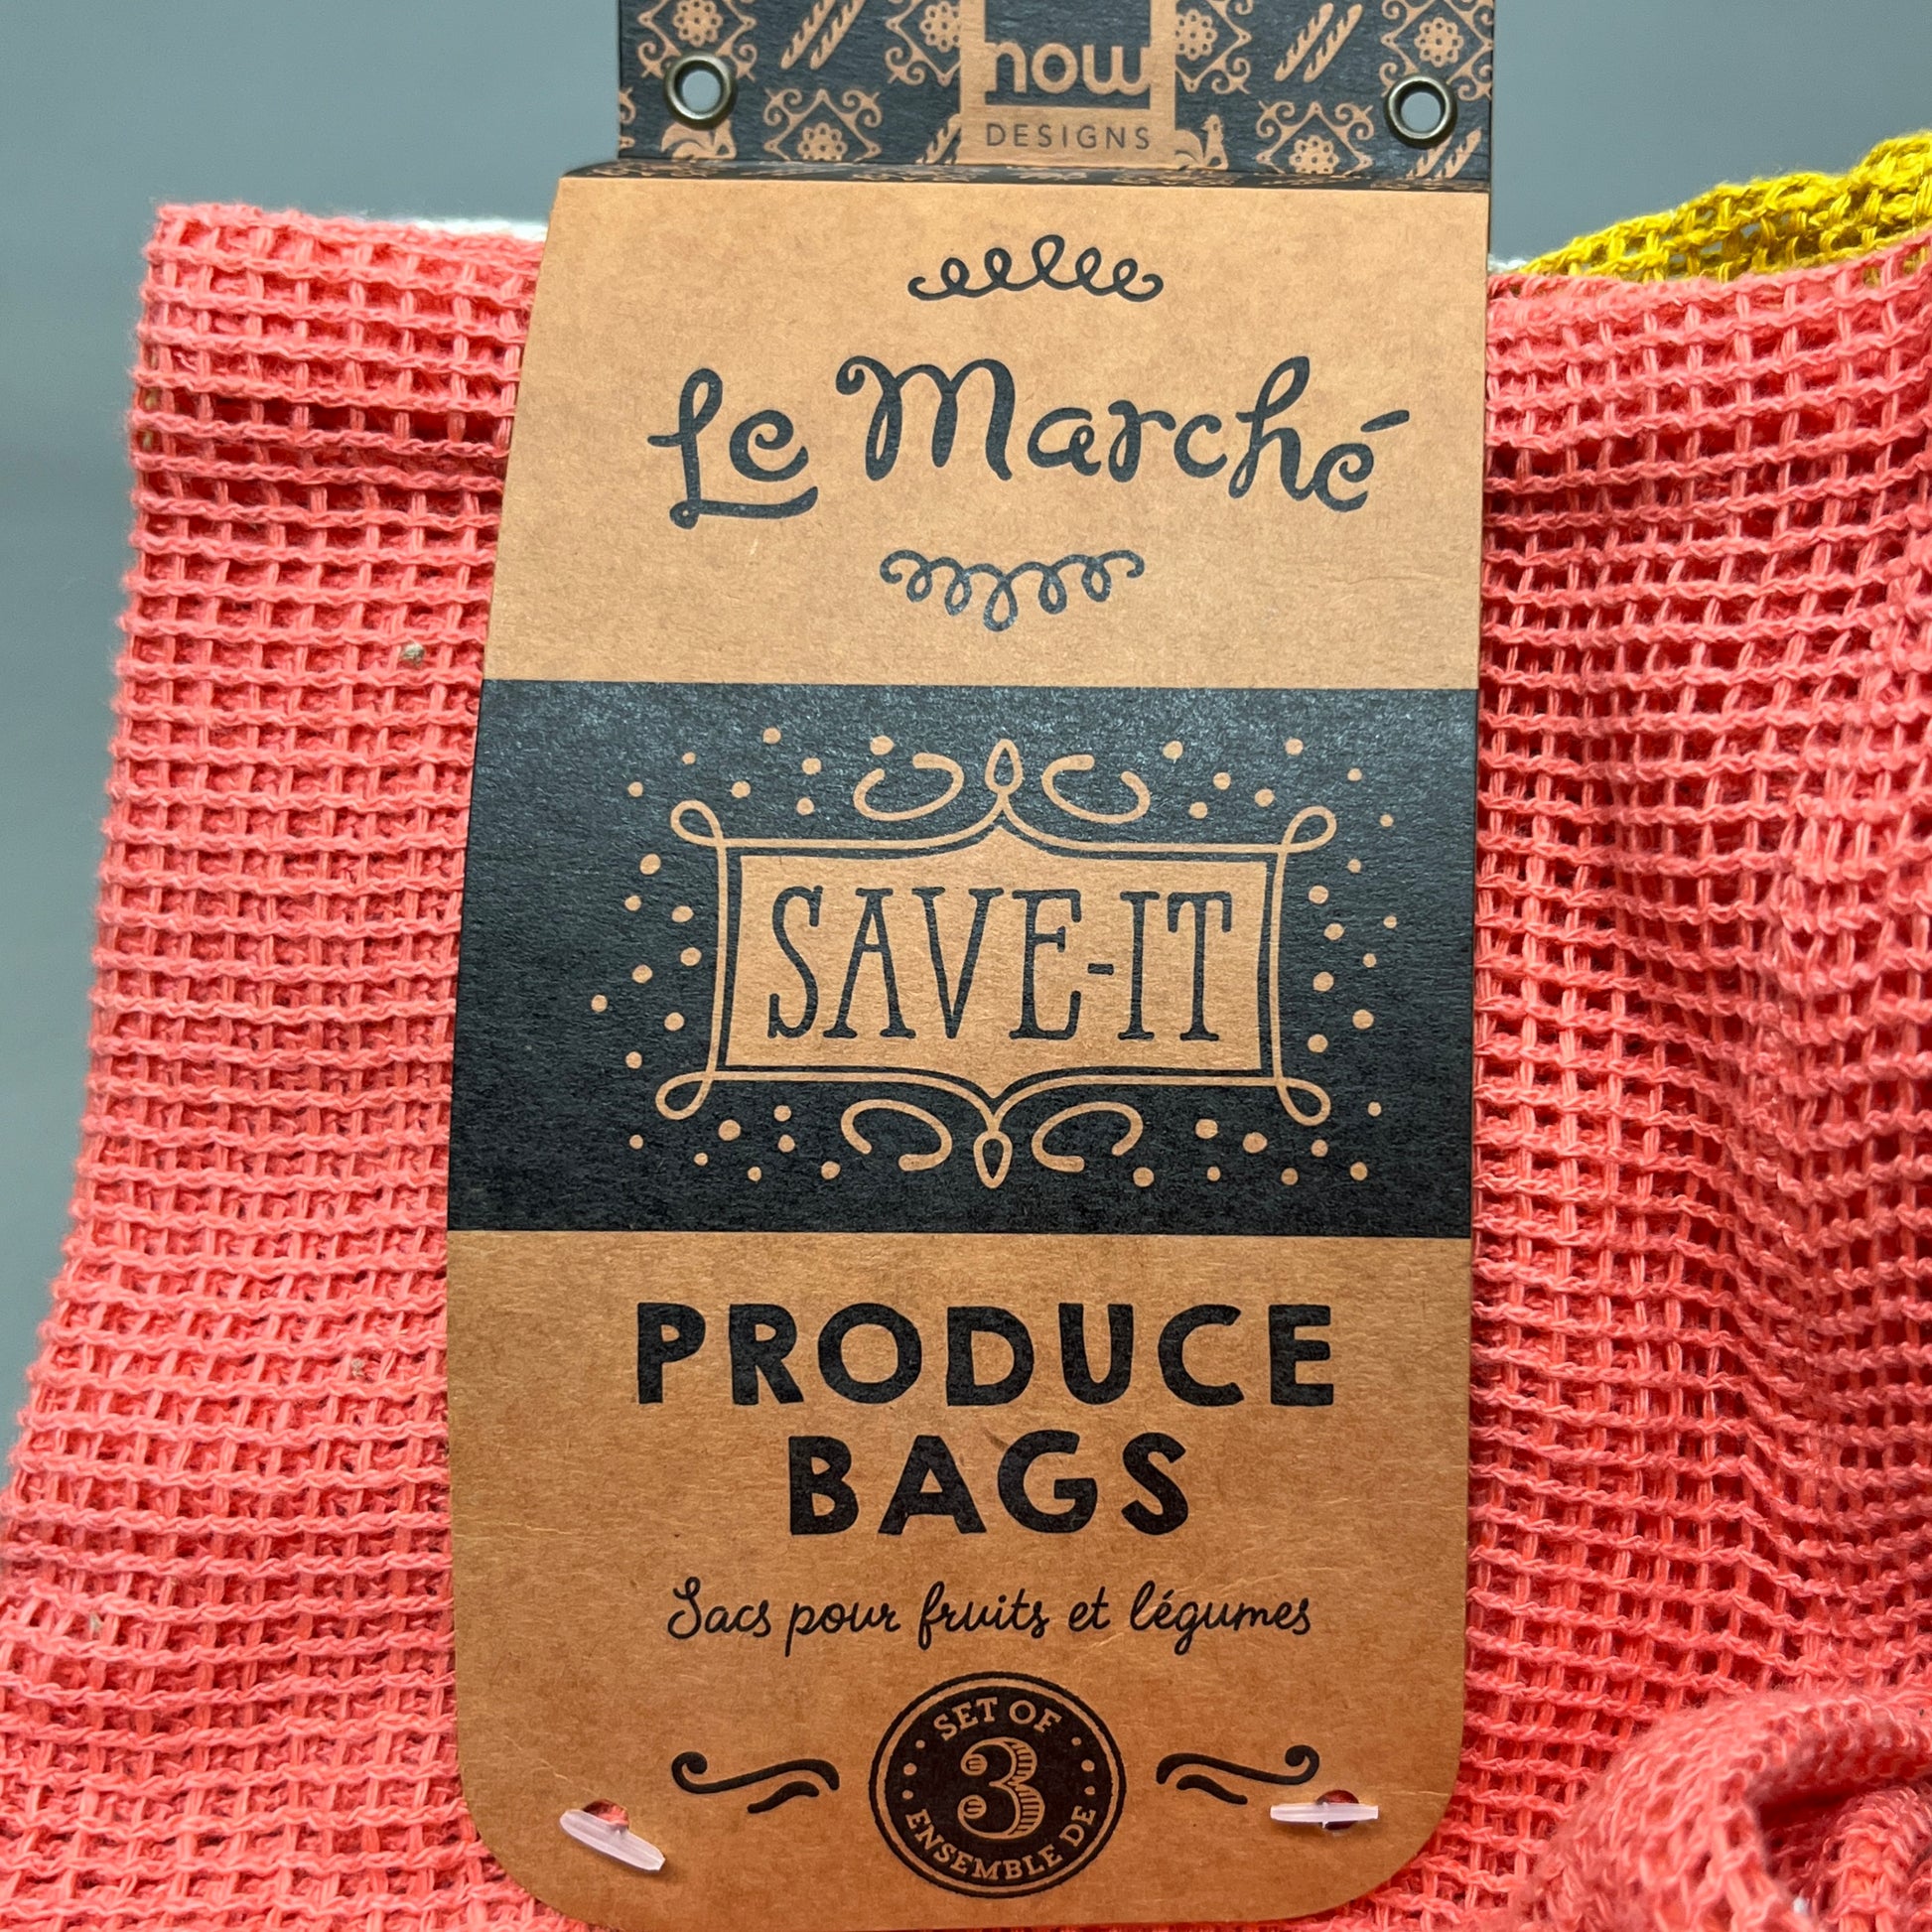 now
DESIGNS
Le Marché
SAVE-IT
PRODUCE
BAGS
Sacs pour fruits et légumes
SET OF
3
ENSEMBLE DE